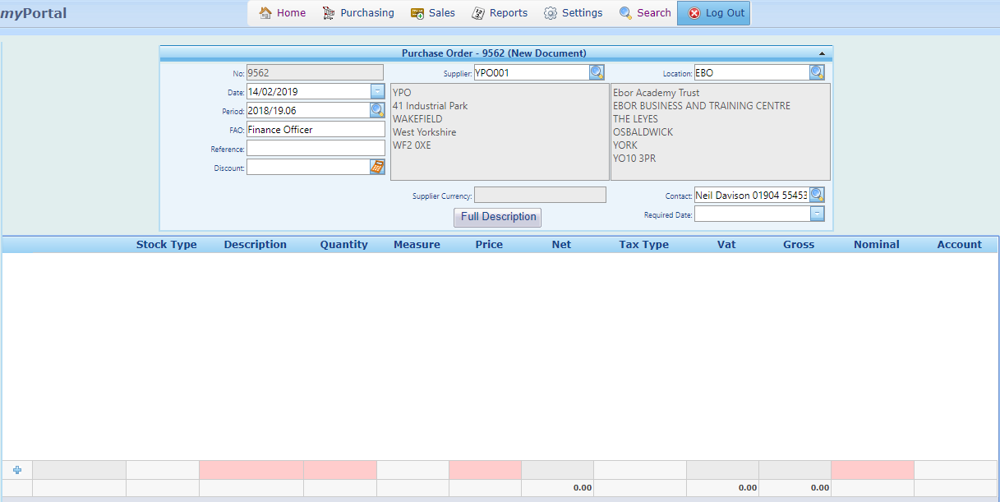 myPortal
Home Purchasing Sales Reports Settings Search Log Out
Purchase Order - 9562 (New Document)
No: 9562
Date: 14/02/2019
Period: 2018/19.06
FAO: Finance Officer
Reference:
Discount:
Supplier: YPO001
YPO
41 Industrial Park
WAKEFIELD
West Yorkshire
WF2 0XE
Supplier Currency:
Full Description
Location: EBO
Ebor Academy Trust
EBOR BUSINESS AND TRAINING CENTRE
THE LEYES
OSBALDWICK
YORK
YO10 3PR
Contact: Neil Davison 01904 55453
Required Date:
Stock Type Description Quantity Measure Price Net Tax Type Vat Gross Nominal Account
0.00 0.00 0.00